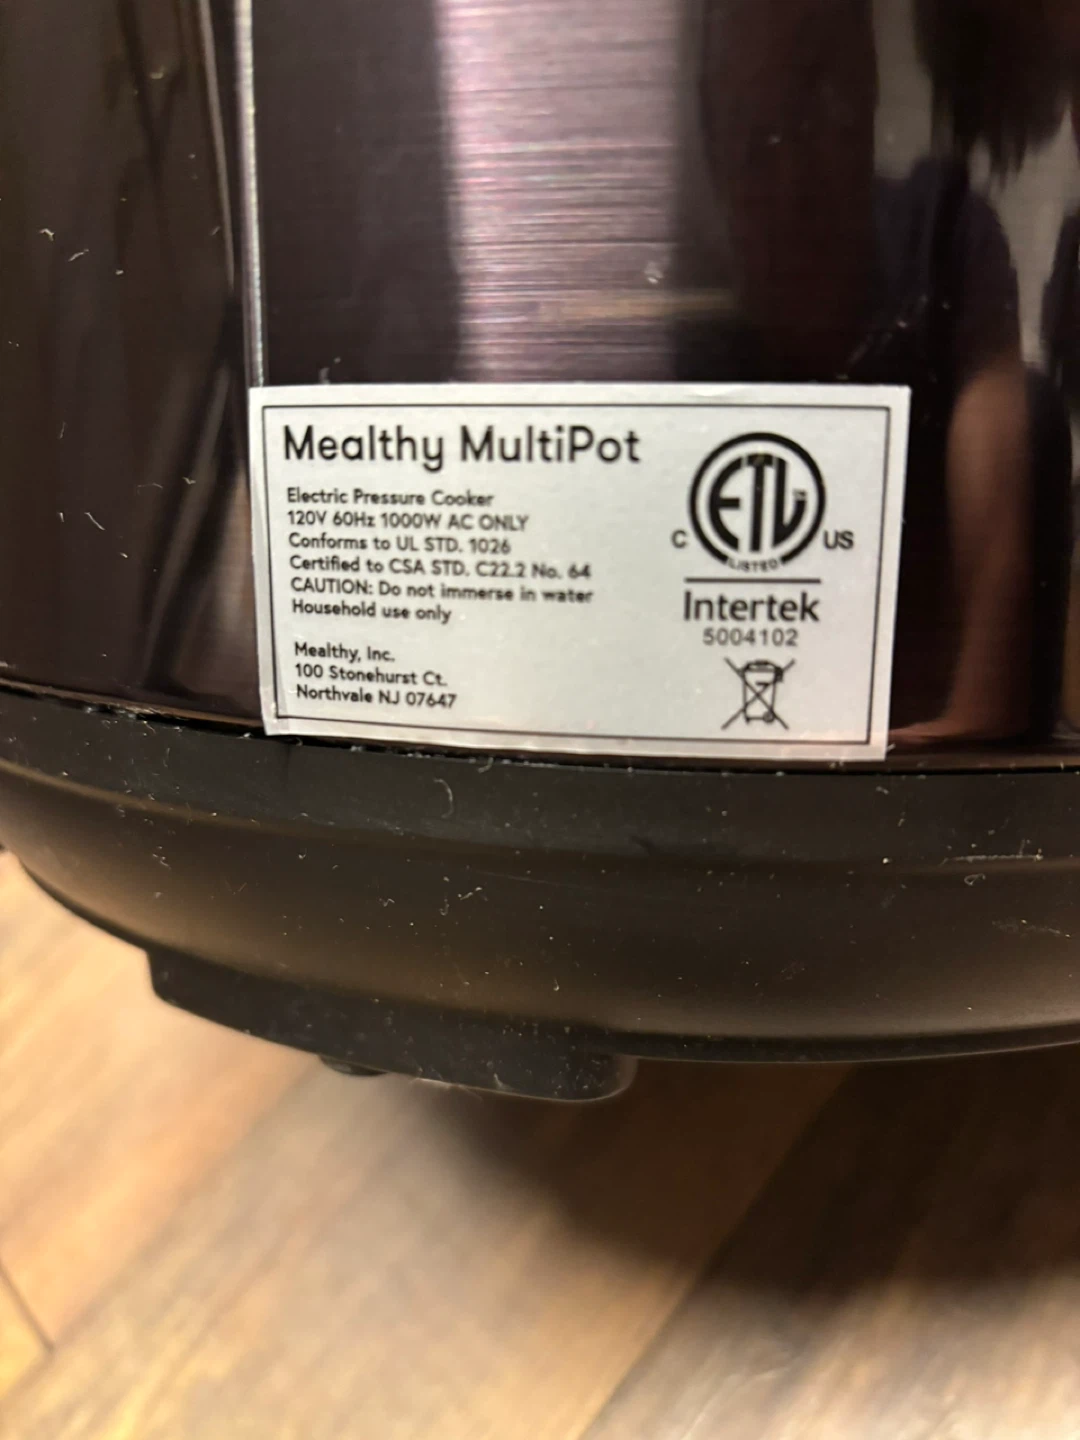 Mealthy MultiPot
Electric Pressure Cooker
120V 60Hz 1000W AC ONLY
Conforms to UL STD. 1026
Certified to CSA STD. C22.2 No. 64
CAUTION: Do not immerse in water
Household use only
Mealthy, Inc.
100 Stonehurst Ct.
Northvale NJ 07647
ETL
C US
LISTED
Intertek
5004102